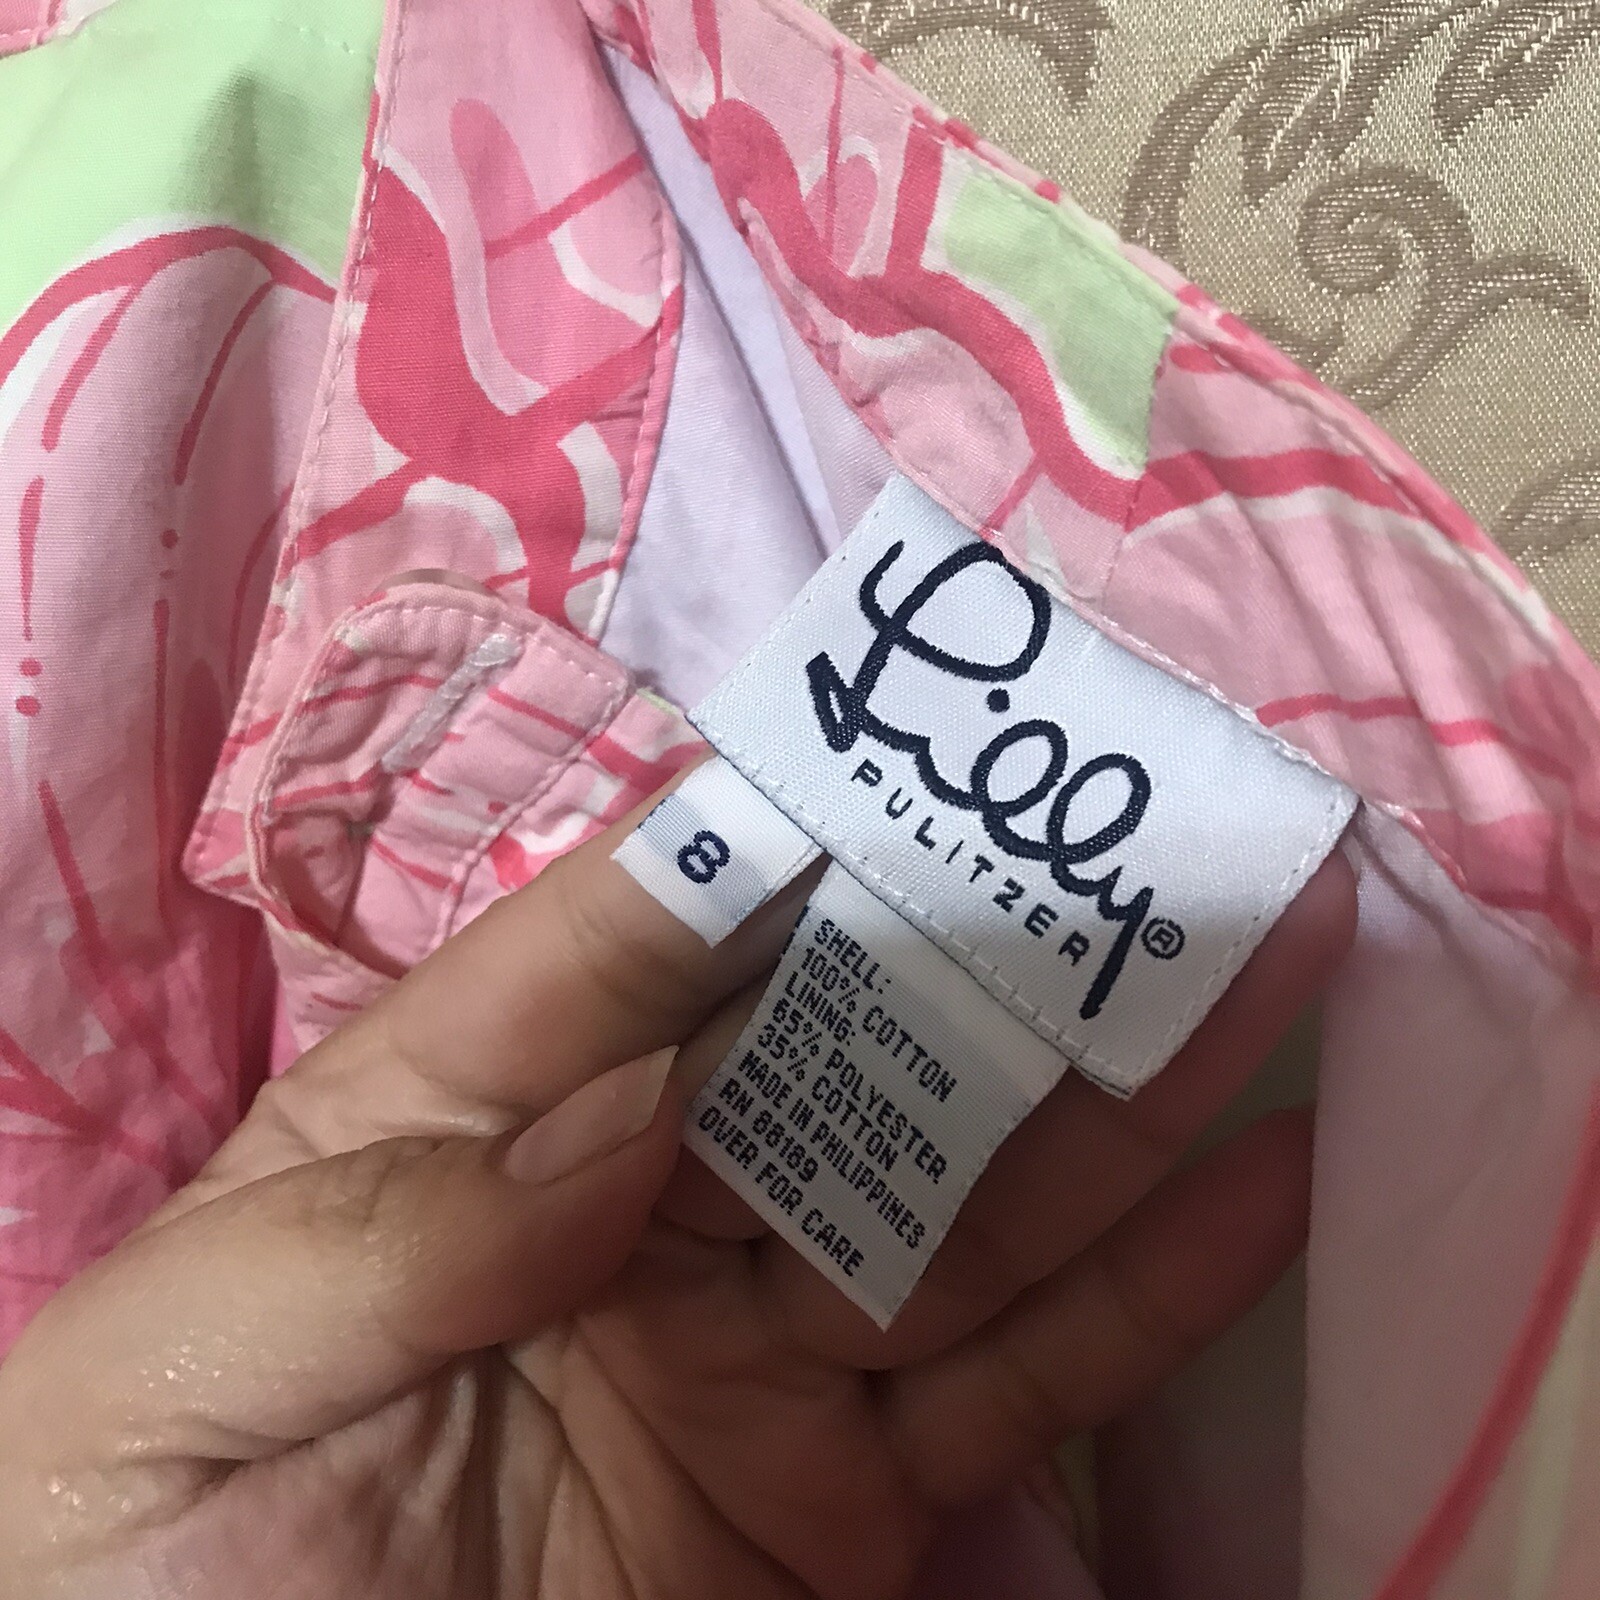 Lilly®
PULITZER
8
SHELL:
100% COTTON
LINING:
65% POLYESTER
35% COTTON
MADE IN PHILIPPINES
RN 88189
OVER FOR CARE